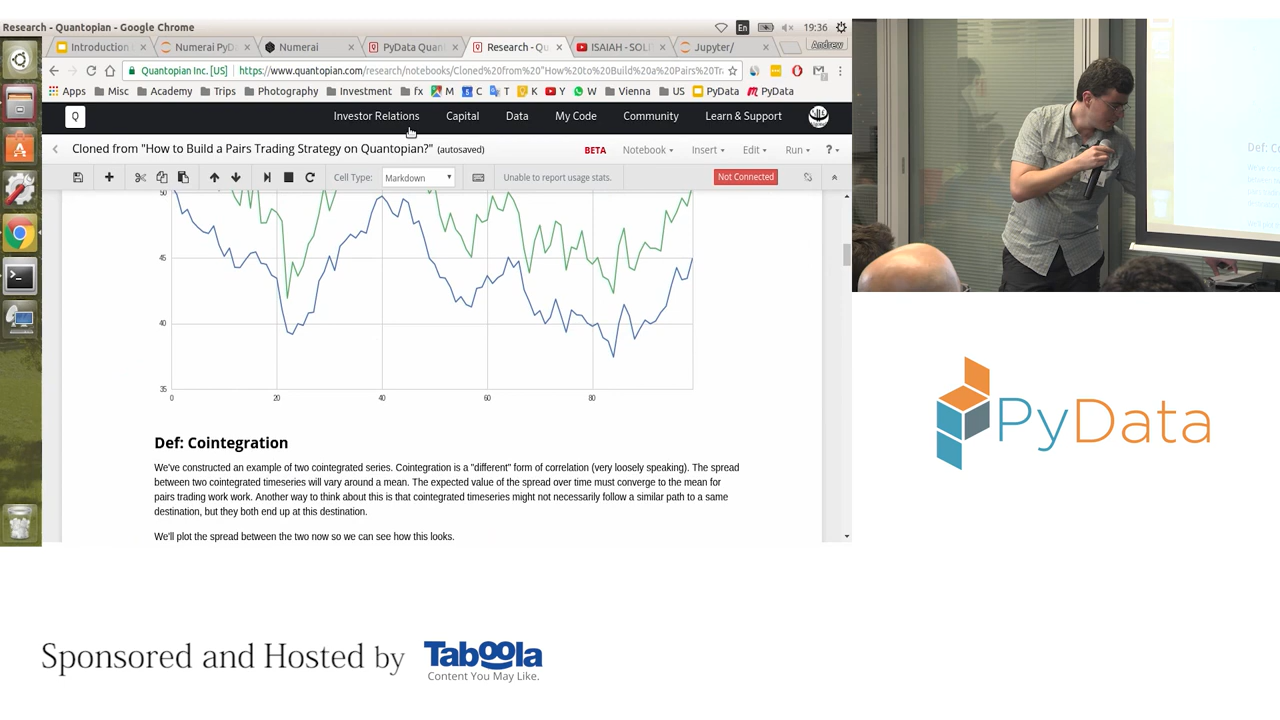 Research - Quantopian - Google Chrome
En
19:36
Introduction
Numerai PyD
Numerai
PyData Quan
Research - Qu
ISAIAH - SOL
Jupyter/
Andrew
Quantopian Inc. [US]
https://www.quantopian.com/research/notebooks/Cloned%20from%20"How%20to%20Build%20a%20Pairs%20Tr
Apps
Misc
Academy
Trips
Photography
Investment
fx
M
C
T
K
Y
W
Vienna
US
PyData
PyData
Q
Investor Relations
Capital
Data
My Code
Community
Learn & Support
Cloned from "How to Build a Pairs Trading Strategy on Quantopian?" (autosaved)
BETA
Notebook
Insert
Edit
Run
?
Cell Type:
Markdown
Unable to report usage stats.
Not Connected
50
45
40
35
0
20
40
60
80
Def: Cointegration
We've constructed an example of two cointegrated series. Cointegration is a "different" form of correlation (very loosely speaking). The spread
between two cointegrated timeseries will vary around a mean. The expected value of the spread over time must converge to the mean for
pairs trading work work. Another way to think about this is that cointegrated timeseries might not necessarily follow a similar path to a same
destination, but they both end up at this destination.
We'll plot the spread between the two now so we can see how this looks.
PyData
Sponsored and Hosted by
Taboola
Content You May Like.